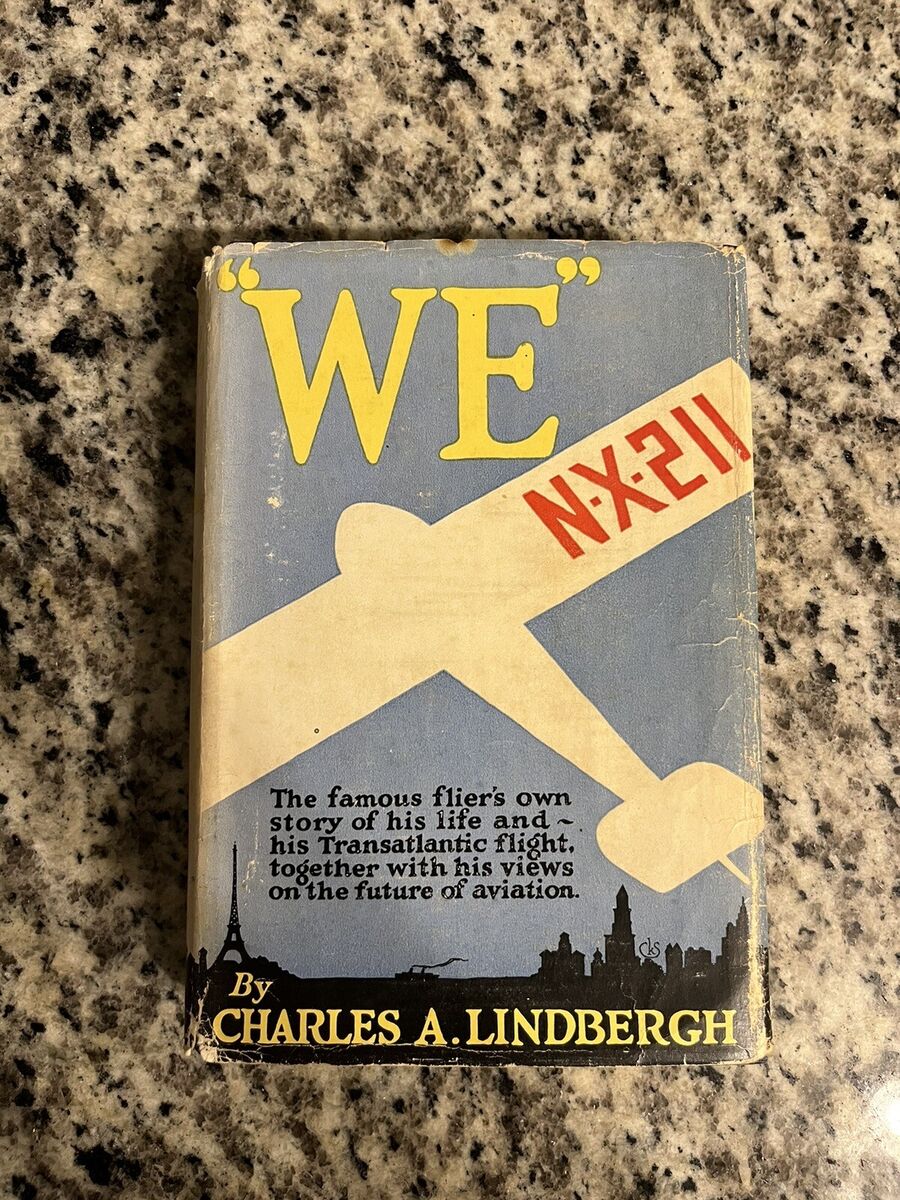 “WE”
N-X-211
The famous flier's own
story of his life and ~
his Transatlantic flight,
together with his views
on the future of aviation.
CkS
By
CHARLES A. LINDBERGH